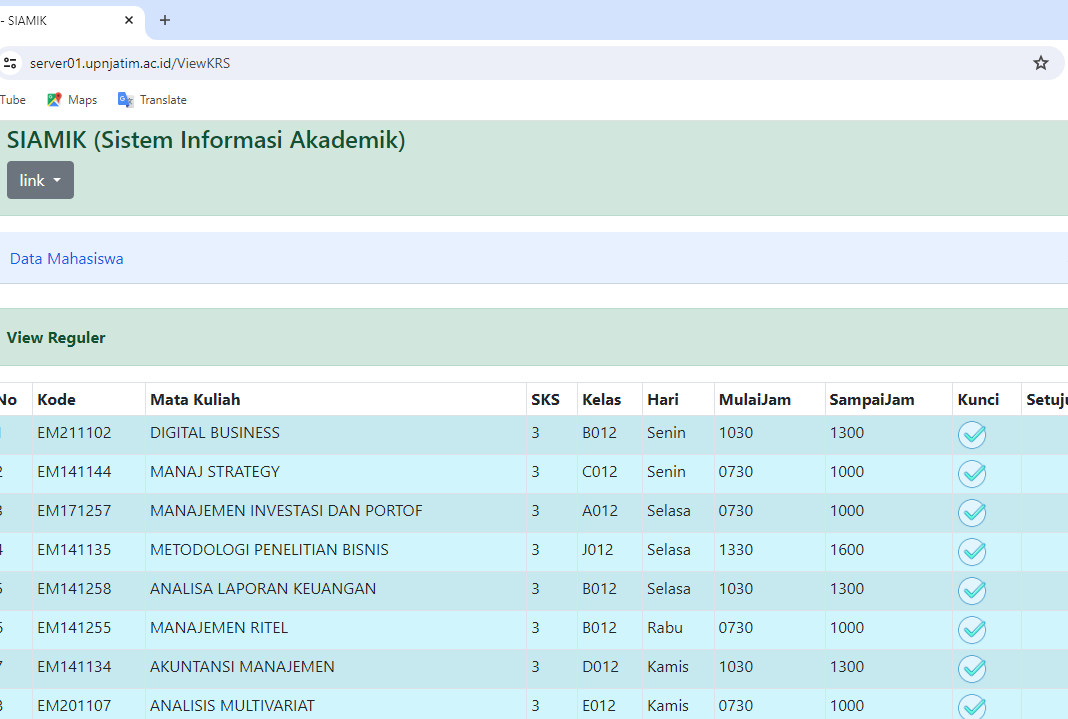 - SIAMIK
server01.upnjatim.ac.id/ViewKRS
Tube Maps Translate
SIAMIK (Sistem Informasi Akademik)
link
Data Mahasiswa
View Reguler
No Kode Mata Kuliah SKS Kelas Hari MulaiJam SampaiJam Kunci Setuju
EM211102 DIGITAL BUSINESS 3 B012 Senin 1030 1300
2 EM141144 MANAJ STRATEGY 3 C012 Senin 0730 1000
3 EM171257 MANAJEMEN INVESTASI DAN PORTOF 3 A012 Selasa 0730 1000
4 EM141135 METODOLOGI PENELITIAN BISNIS 3 J012 Selasa 1330 1600
5 EM141258 ANALISA LAPORAN KEUANGAN 3 B012 Selasa 1030 1300
6 EM141255 MANAJEMEN RITEL 3 B012 Rabu 0730 1000
7 EM141134 AKUNTANSI MANAJEMEN 3 D012 Kamis 1030 1300
8 EM201107 ANALISIS MULTIVARIAT 3 E012 Kamis 0730 1000